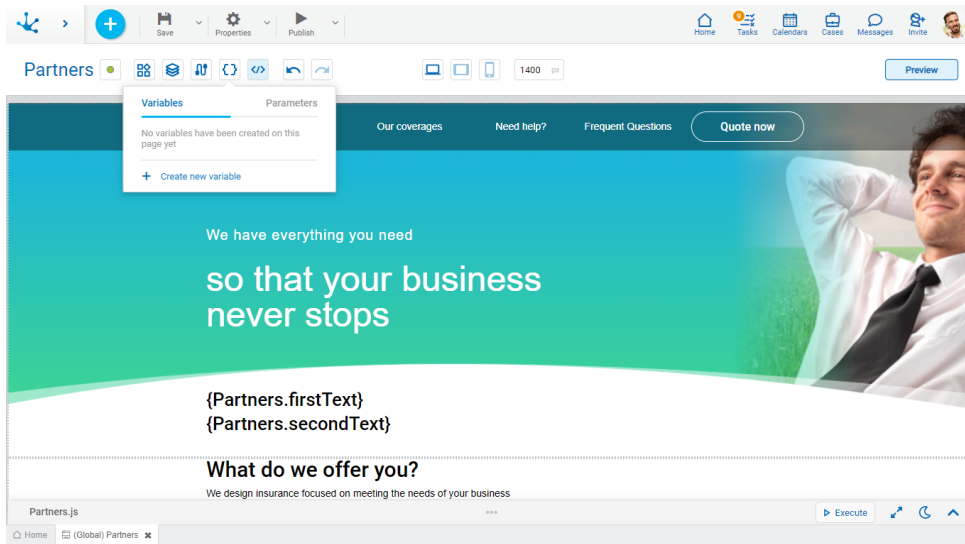 Save
Properties
Publish
Home
9
Tasks
Calendars
Cases
Messages
Invite
Partners
1400 px
Preview
Variables
Parameters
No variables have been created on this
page yet
+ Create new variable
Our coverages
Need help?
Frequent Questions
Quote now
We have everything you need
so that your business
never stops
{Partners.firstText}
{Partners.secondText}
What do we offer you?
We design insurance focused on meeting the needs of your business
Partners.js
Execute
Home
(Global) Partners